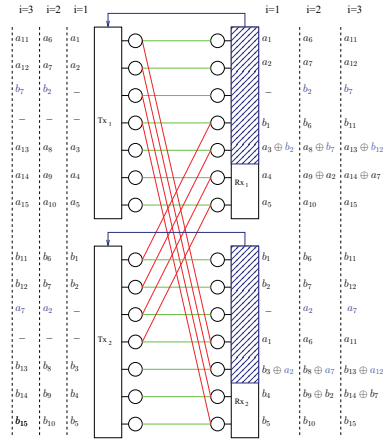 i=3 i=2 i=1 i=1 i=2 i=3
a₁₁ a₆ a₁ a₁ a₆ a₁₁
a₁₂ a₇ a₂ a₂ a₇ a₁₂
b₇ b₂ – – b₂ b₇
Tx₁
– – – b₁ b₆ b₁₁
a₁₃ a₈ a₃ a₃ ⊕ b₂ a₈ ⊕ b₇ a₁₃ ⊕ b₁₂
a₁₄ a₉ a₄ Rx₁ a₄ a₉ ⊕ a₂ a₁₄ ⊕ a₇
a₁₅ a₁₀ a₅ a₅ a₁₀ a₁₅
b₁₁ b₆ b₁ b₁ b₆ b₁₁
b₁₂ b₇ b₂ b₂ b₇ b₁₂
a₇ a₂ – – a₂ a₇
– – – Tx₂ a₁ a₆ a₁₁
b₁₃ b₈ b₃ b₃ ⊕ a₂ b₈ ⊕ a₇ b₁₃ ⊕ a₁₂
b₁₄ b₉ b₄ Rx₂ b₄ b₉ ⊕ b₂ b₁₄ ⊕ b₇
b₁₅ b₁₀ b₅ b₅ b₁₀ b₁₅